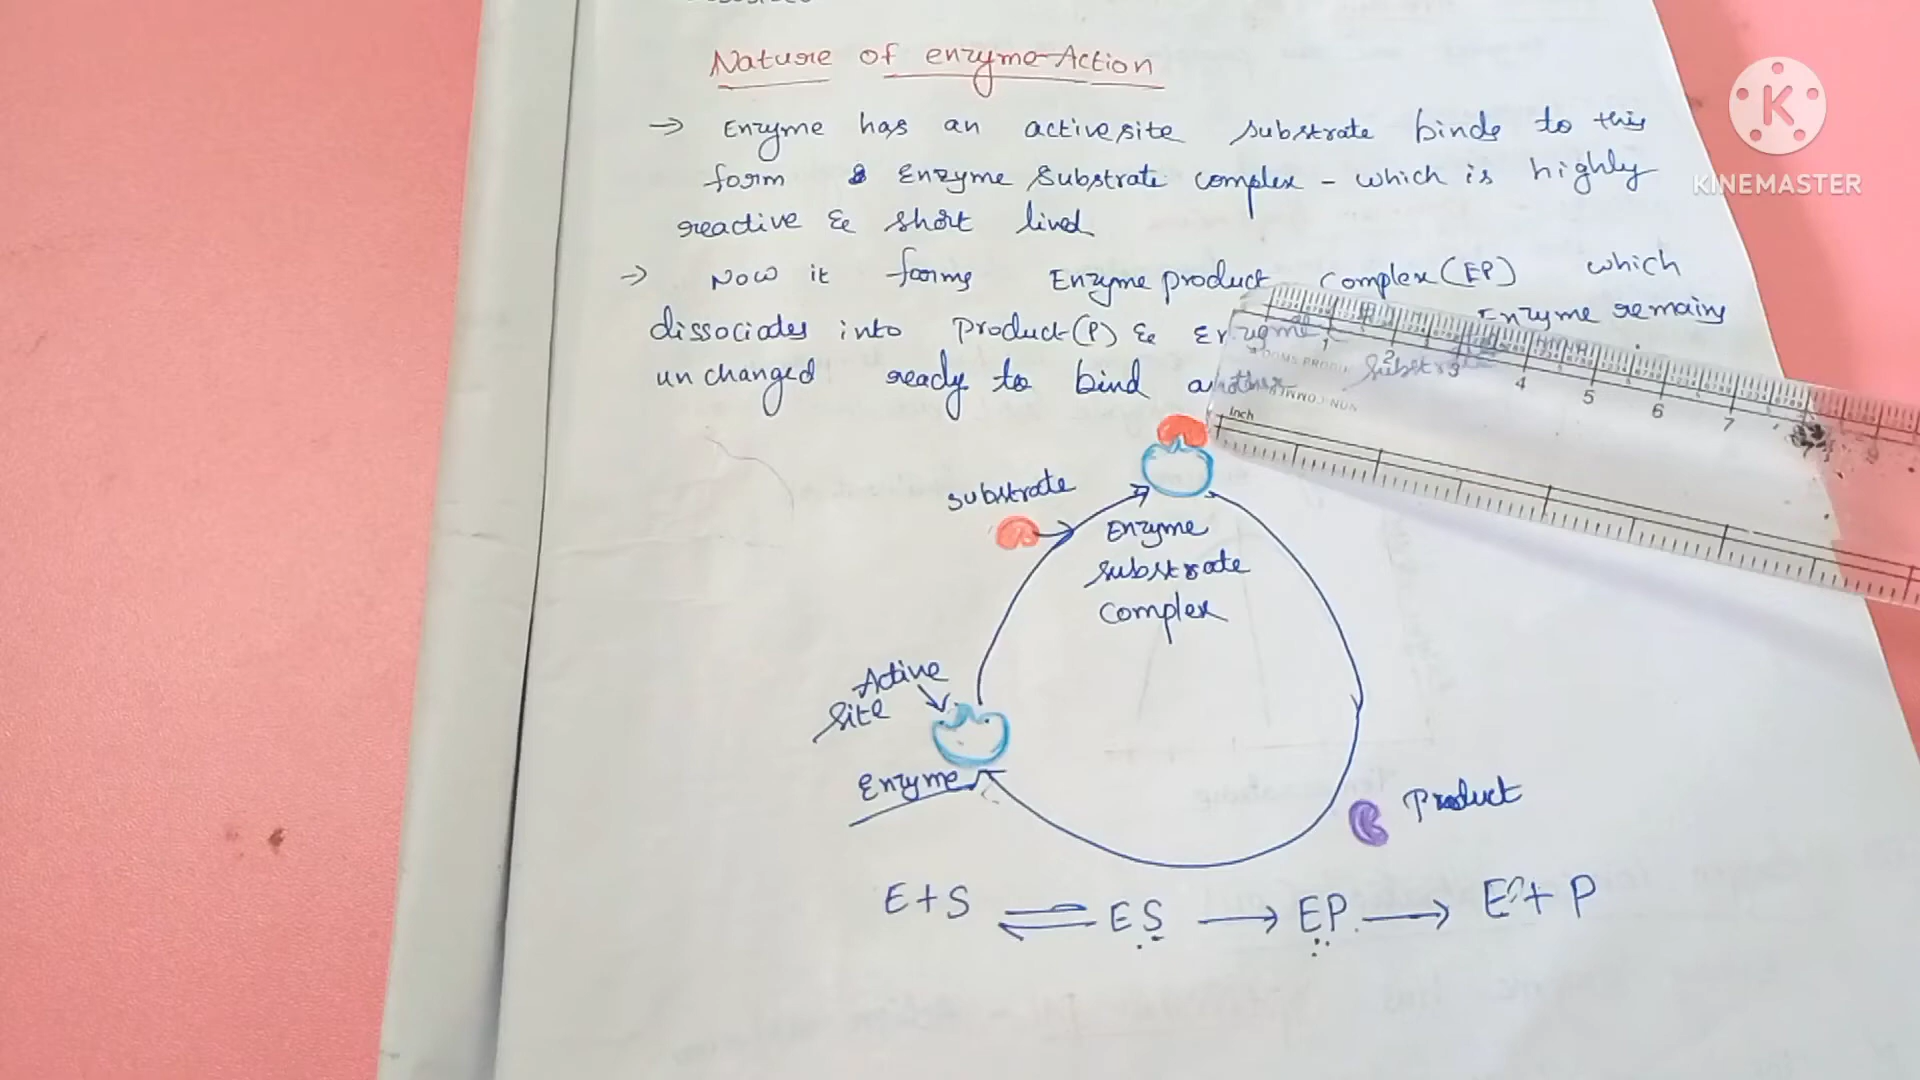 Nature of enzyme Action
→ Enzyme has an active site substrate binds to this
form & Enzyme substrate complex - which is highly
reactive & short lived
→ Now it forms Enzyme product complex (EP) which
dissociates into Product (P) & Enzyme Enzyme remains
unchanged ready to bind another substrate
K
KINEMASTER
1 2 3 4 5 6 7
Inch
substrate
Enzyme
substrate
complex
Active
site
Enzyme
Product
E + S ⇌ ES → EP → E + P